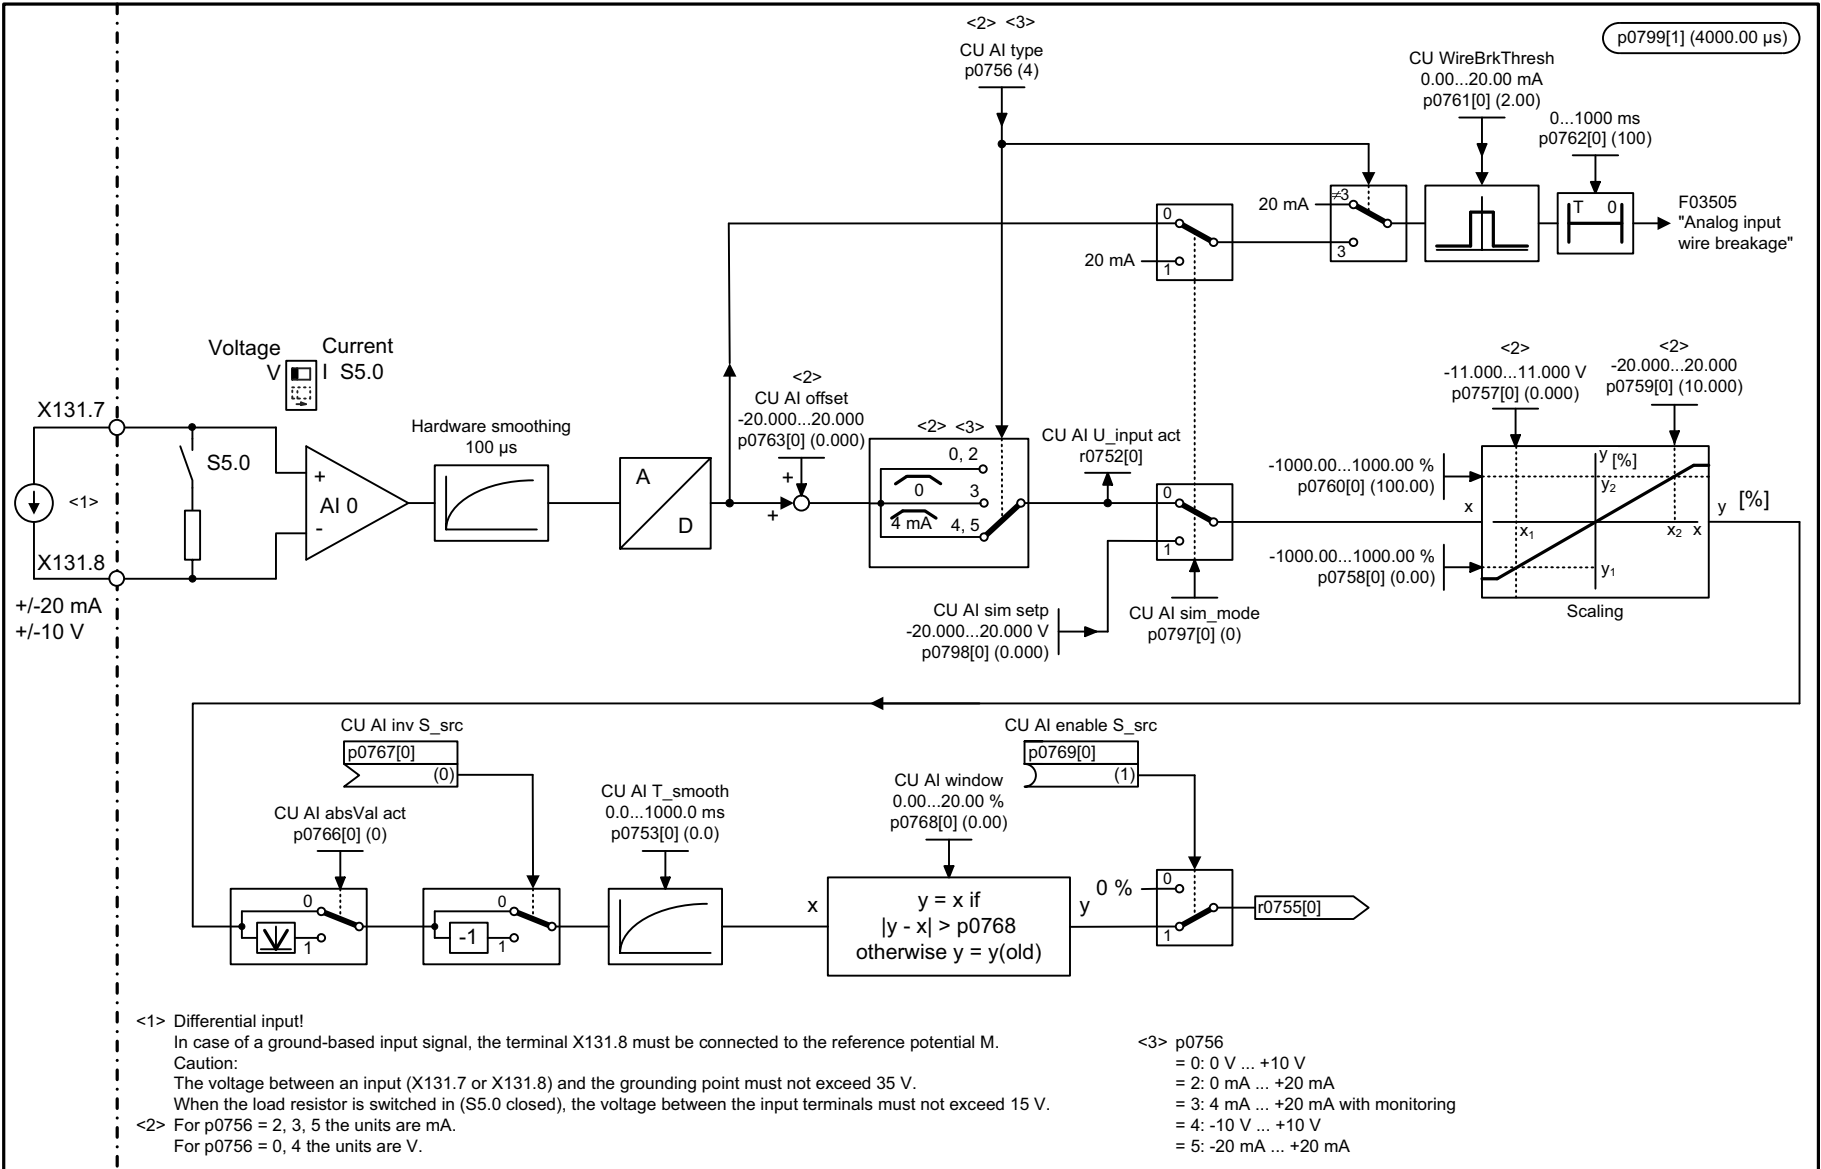 <2> <3>
CU AI type
p0756 (4)
p0799[1] (4000.00 µs)
CU WireBrkThresh
0.00...20.00 mA
p0761[0] (2.00)
0...1000 ms
p0762[0] (100)
20 mA
≠3
3
T 0
F03505
"Analog input
wire breakage"
0
20 mA
1
Voltage
V
Current
I S5.0
X131.7
<1>
X131.8
+/-20 mA
+/-10 V
S5.0
+
AI 0
-
Hardware smoothing
100 µs
A
D
<2>
CU AI offset
-20.000...20.000
p0763[0] (0.000)
+
+
<2> <3>
0, 2
0
3
4 mA
4, 5
CU AI U_input act
r0752[0]
0
1
CU AI sim setp
-20.000...20.000 V
p0798[0] (0.000)
CU AI sim_mode
p0797[0] (0)
<2>
-11.000...11.000 V
p0757[0] (0.000)
<2>
-20.000...20.000
p0759[0] (10.000)
-1000.00...1000.00 %
p0760[0] (100.00)
x
-1000.00...1000.00 %
p0758[0] (0.00)
y [%]
y2
x1
x2 x
y1
Scaling
y [%]
CU AI inv S_src
p0767[0]
(0)
CU AI enable S_src
p0769[0]
(1)
CU AI absVal act
p0766[0] (0)
CU AI T_smooth
0.0...1000.0 ms
p0753[0] (0.0)
CU AI window
0.00...20.00 %
p0768[0] (0.00)
0
1
0
-1
1
x
y = x if
|y - x| > p0768
otherwise y = y(old)
y
0 %
0
1
r0755[0]
<1> Differential input!
In case of a ground-based input signal, the terminal X131.8 must be connected to the reference potential M.
Caution:
The voltage between an input (X131.7 or X131.8) and the grounding point must not exceed 35 V.
When the load resistor is switched in (S5.0 closed), the voltage between the input terminals must not exceed 15 V.
<2> For p0756 = 2, 3, 5 the units are mA.
For p0756 = 0, 4 the units are V.
<3> p0756
= 0: 0 V ... +10 V
= 2: 0 mA ... +20 mA
= 3: 4 mA ... +20 mA with monitoring
= 4: -10 V ... +10 V
= 5: -20 mA ... +20 mA